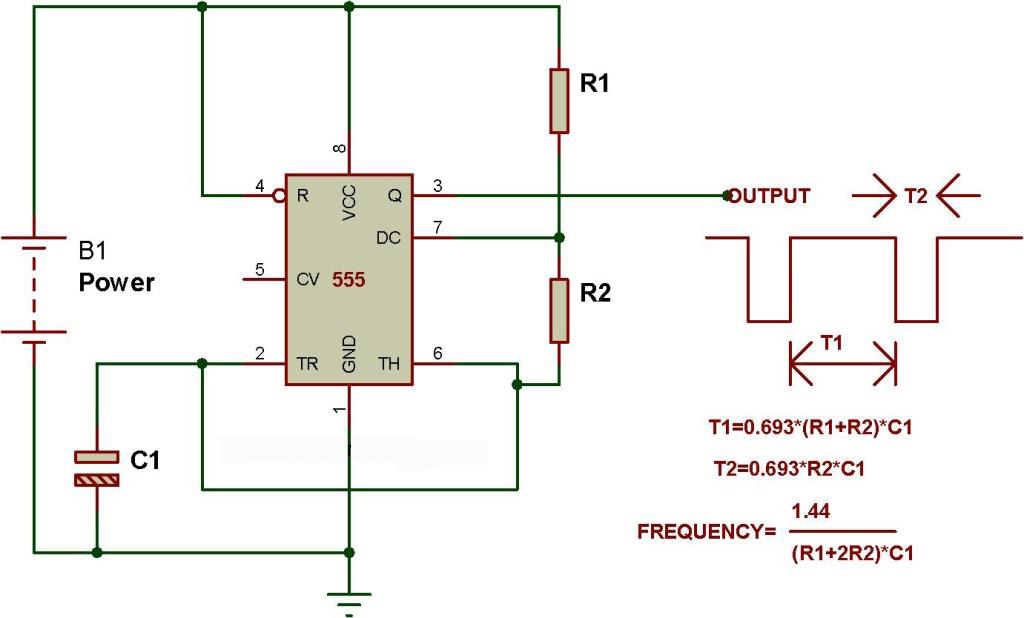 R1
8
4
R
VCC
Q
3
OUTPUT
T2
DC
7
B1
Power
5
CV
555
R2
T1
2
TR
GND
TH
6
1
C1
T1=0.693*(R1+R2)*C1
T2=0.693*R2*C1
1.44
FREQUENCY=
(R1+2R2)*C1